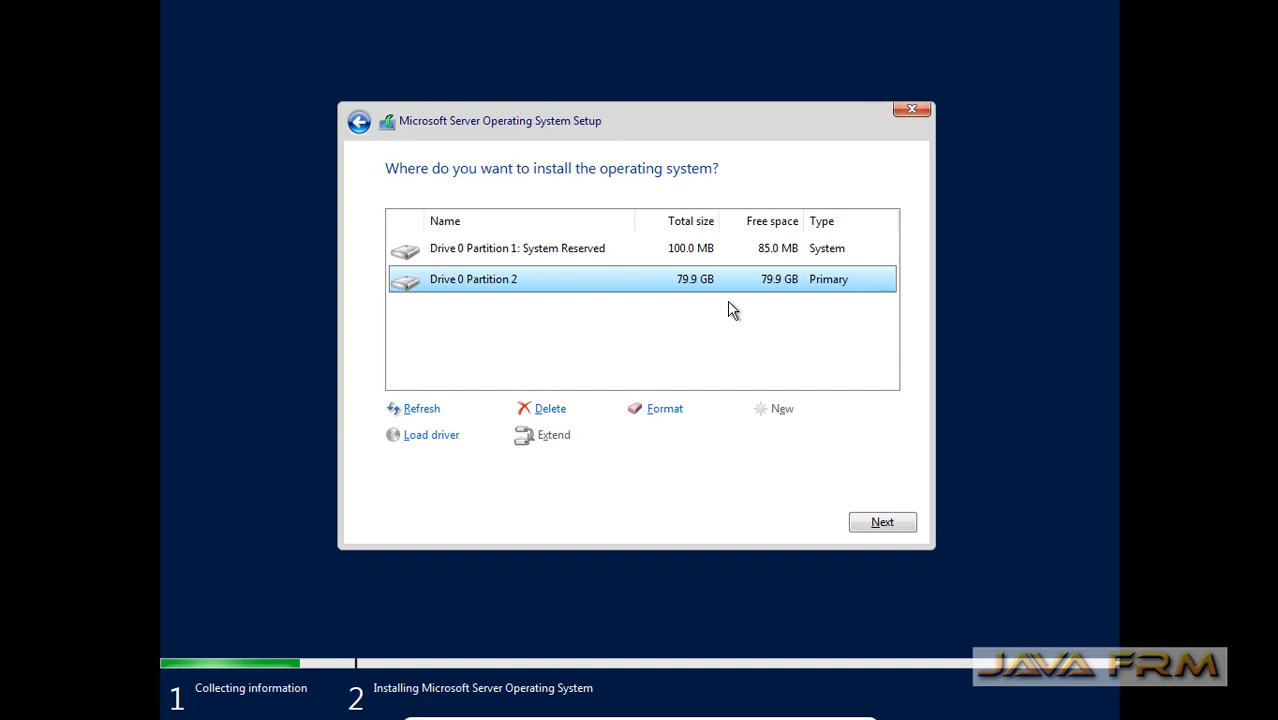 Microsoft Server Operating System Setup
Where do you want to install the operating system?
Name Total size Free space Type
Drive 0 Partition 1: System Reserved 100.0 MB 85.0 MB System
Drive 0 Partition 2 79.9 GB 79.9 GB Primary
Refresh Delete Format New
Load driver Extend
Next
JAVA FRM
1 Collecting information 2 Installing Microsoft Server Operating System